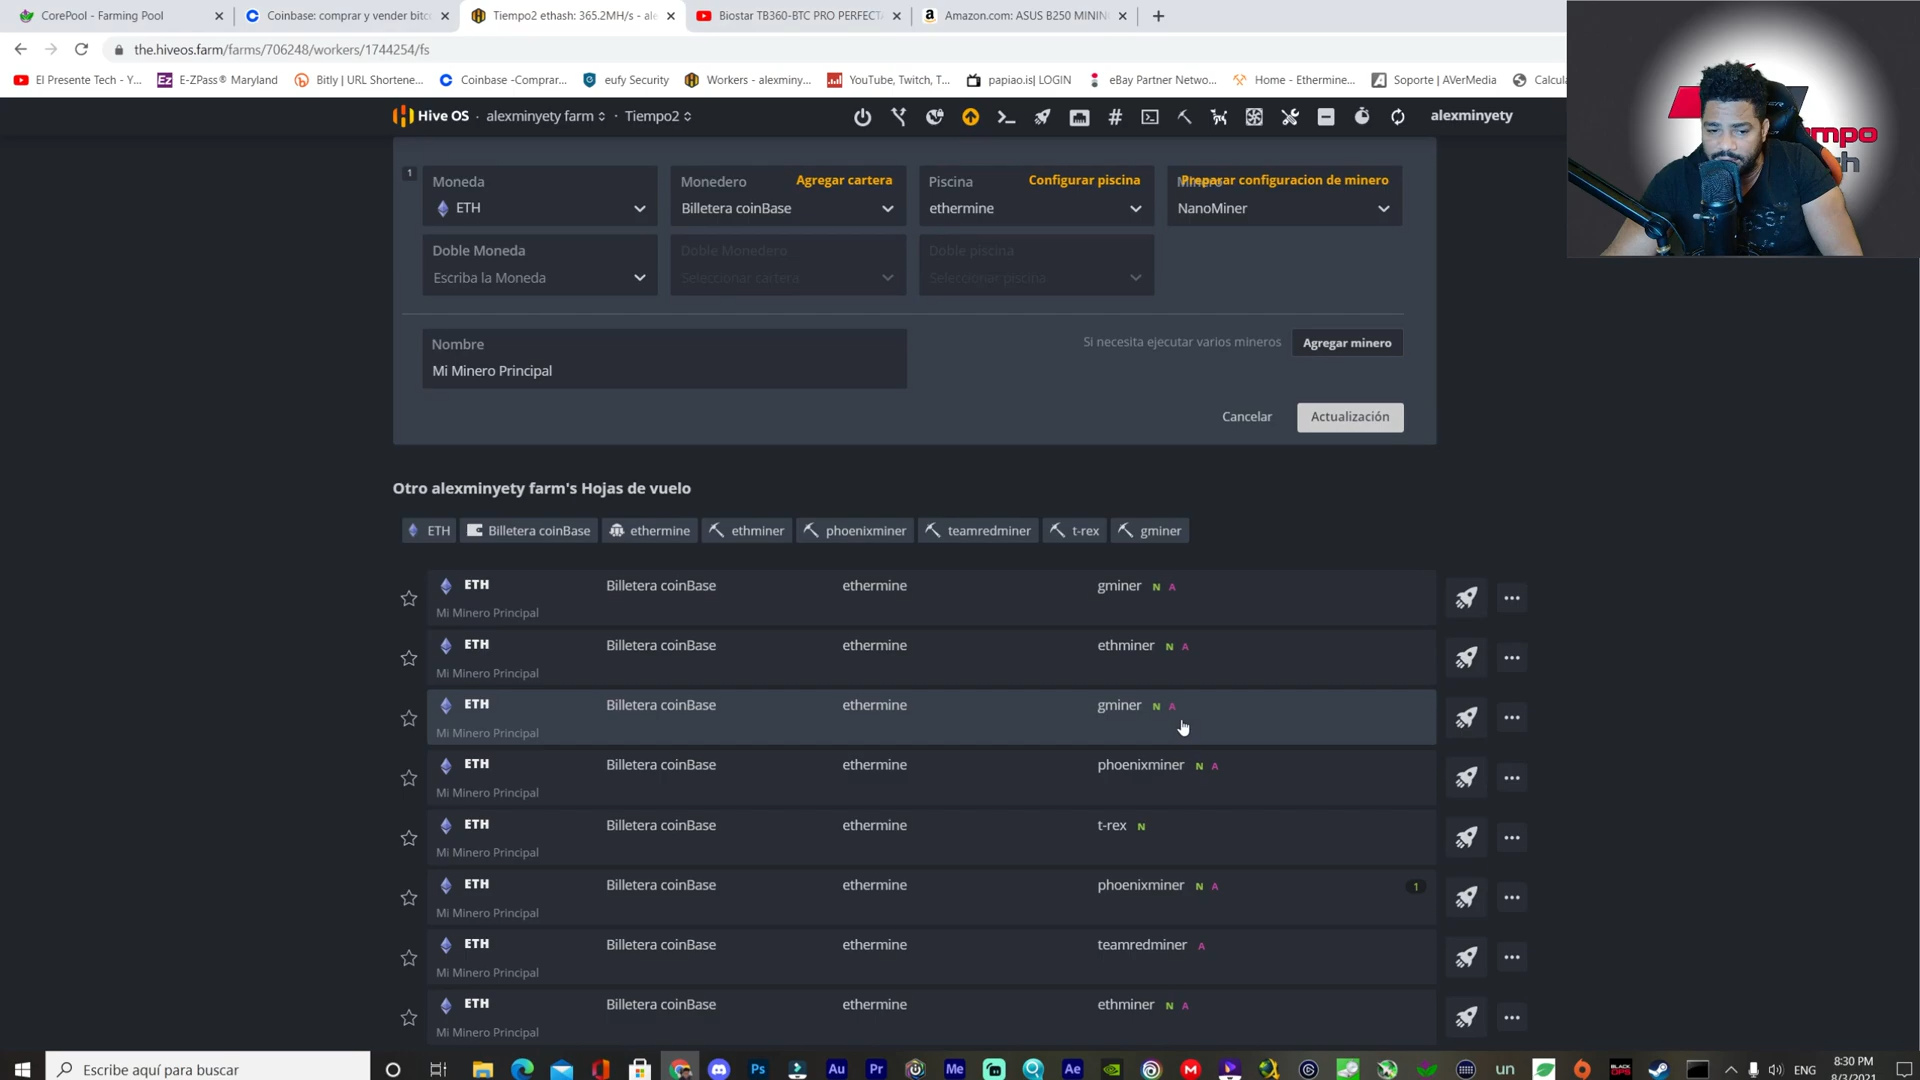 CorePool - Farming Pool
Coinbase: comprar y vender bitc
Tiempo2 ethash: 365.2MH/s - ale
Biostar TB360-BTC PRO PERFECTA
Amazon.com: ASUS B250 MININ
the.hiveos.farm/farms/706248/workers/1744254/fs
El Presente Tech - Y...
E-ZPass® Maryland
Bitly | URL Shortene...
Coinbase -Comprar...
eufy Security
Workers - alexminy...
YouTube, Twitch, T...
papiao.is| LOGIN
eBay Partner Netwo...
Home - Ethermine...
Soporte | AVerMedia
Calcula
Hive OS · alexminyety farm · Tiempo2
alexminyety
1
Moneda
ETH
Monedero Agregar cartera
Billetera coinBase
Piscina Configurar piscina
ethermine
Preparar configuracion de minero
NanoMiner
Doble Moneda
Escriba la Moneda
Doble Monedero
Seleccionar cartera
Doble piscina
Seleccionar piscina
Nombre
Mi Minero Principal
Si necesita ejecutar varios mineros Agregar minero
Cancelar Actualización
Otro alexminyety farm's Hojas de vuelo
ETH Billetera coinBase ethermine ethminer phoenixminer teamredminer t-rex gminer
ETH Billetera coinBase ethermine gminer N A
Mi Minero Principal
ETH Billetera coinBase ethermine ethminer N A
Mi Minero Principal
ETH Billetera coinBase ethermine gminer N A
Mi Minero Principal
ETH Billetera coinBase ethermine phoenixminer N A
Mi Minero Principal
ETH Billetera coinBase ethermine t-rex N
Mi Minero Principal
ETH Billetera coinBase ethermine phoenixminer N A 1
Mi Minero Principal
ETH Billetera coinBase ethermine teamredminer A
Mi Minero Principal
ETH Billetera coinBase ethermine ethminer N A
Mi Minero Principal
Escribe aquí para buscar
Ps
Au
Pr
Me
Ae
un
ENG
8:30 PM